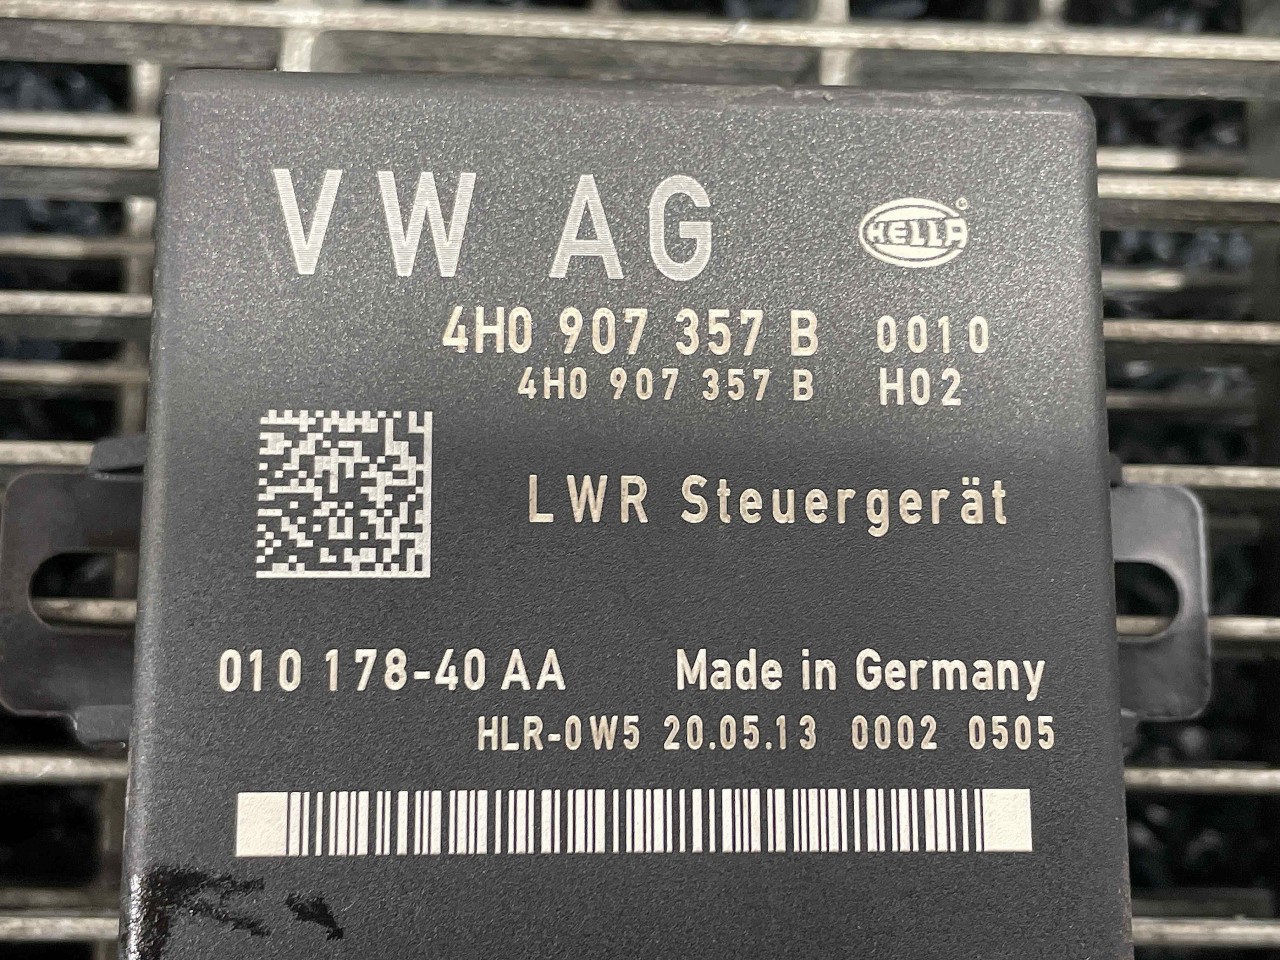 VW AG
HELLA
4H0 907 357 B 0010
4H0 907 357 B H02
LWR Steuergerät
010 178-40 AA Made in Germany
HLR-0W5 20.05.13 0002 0505